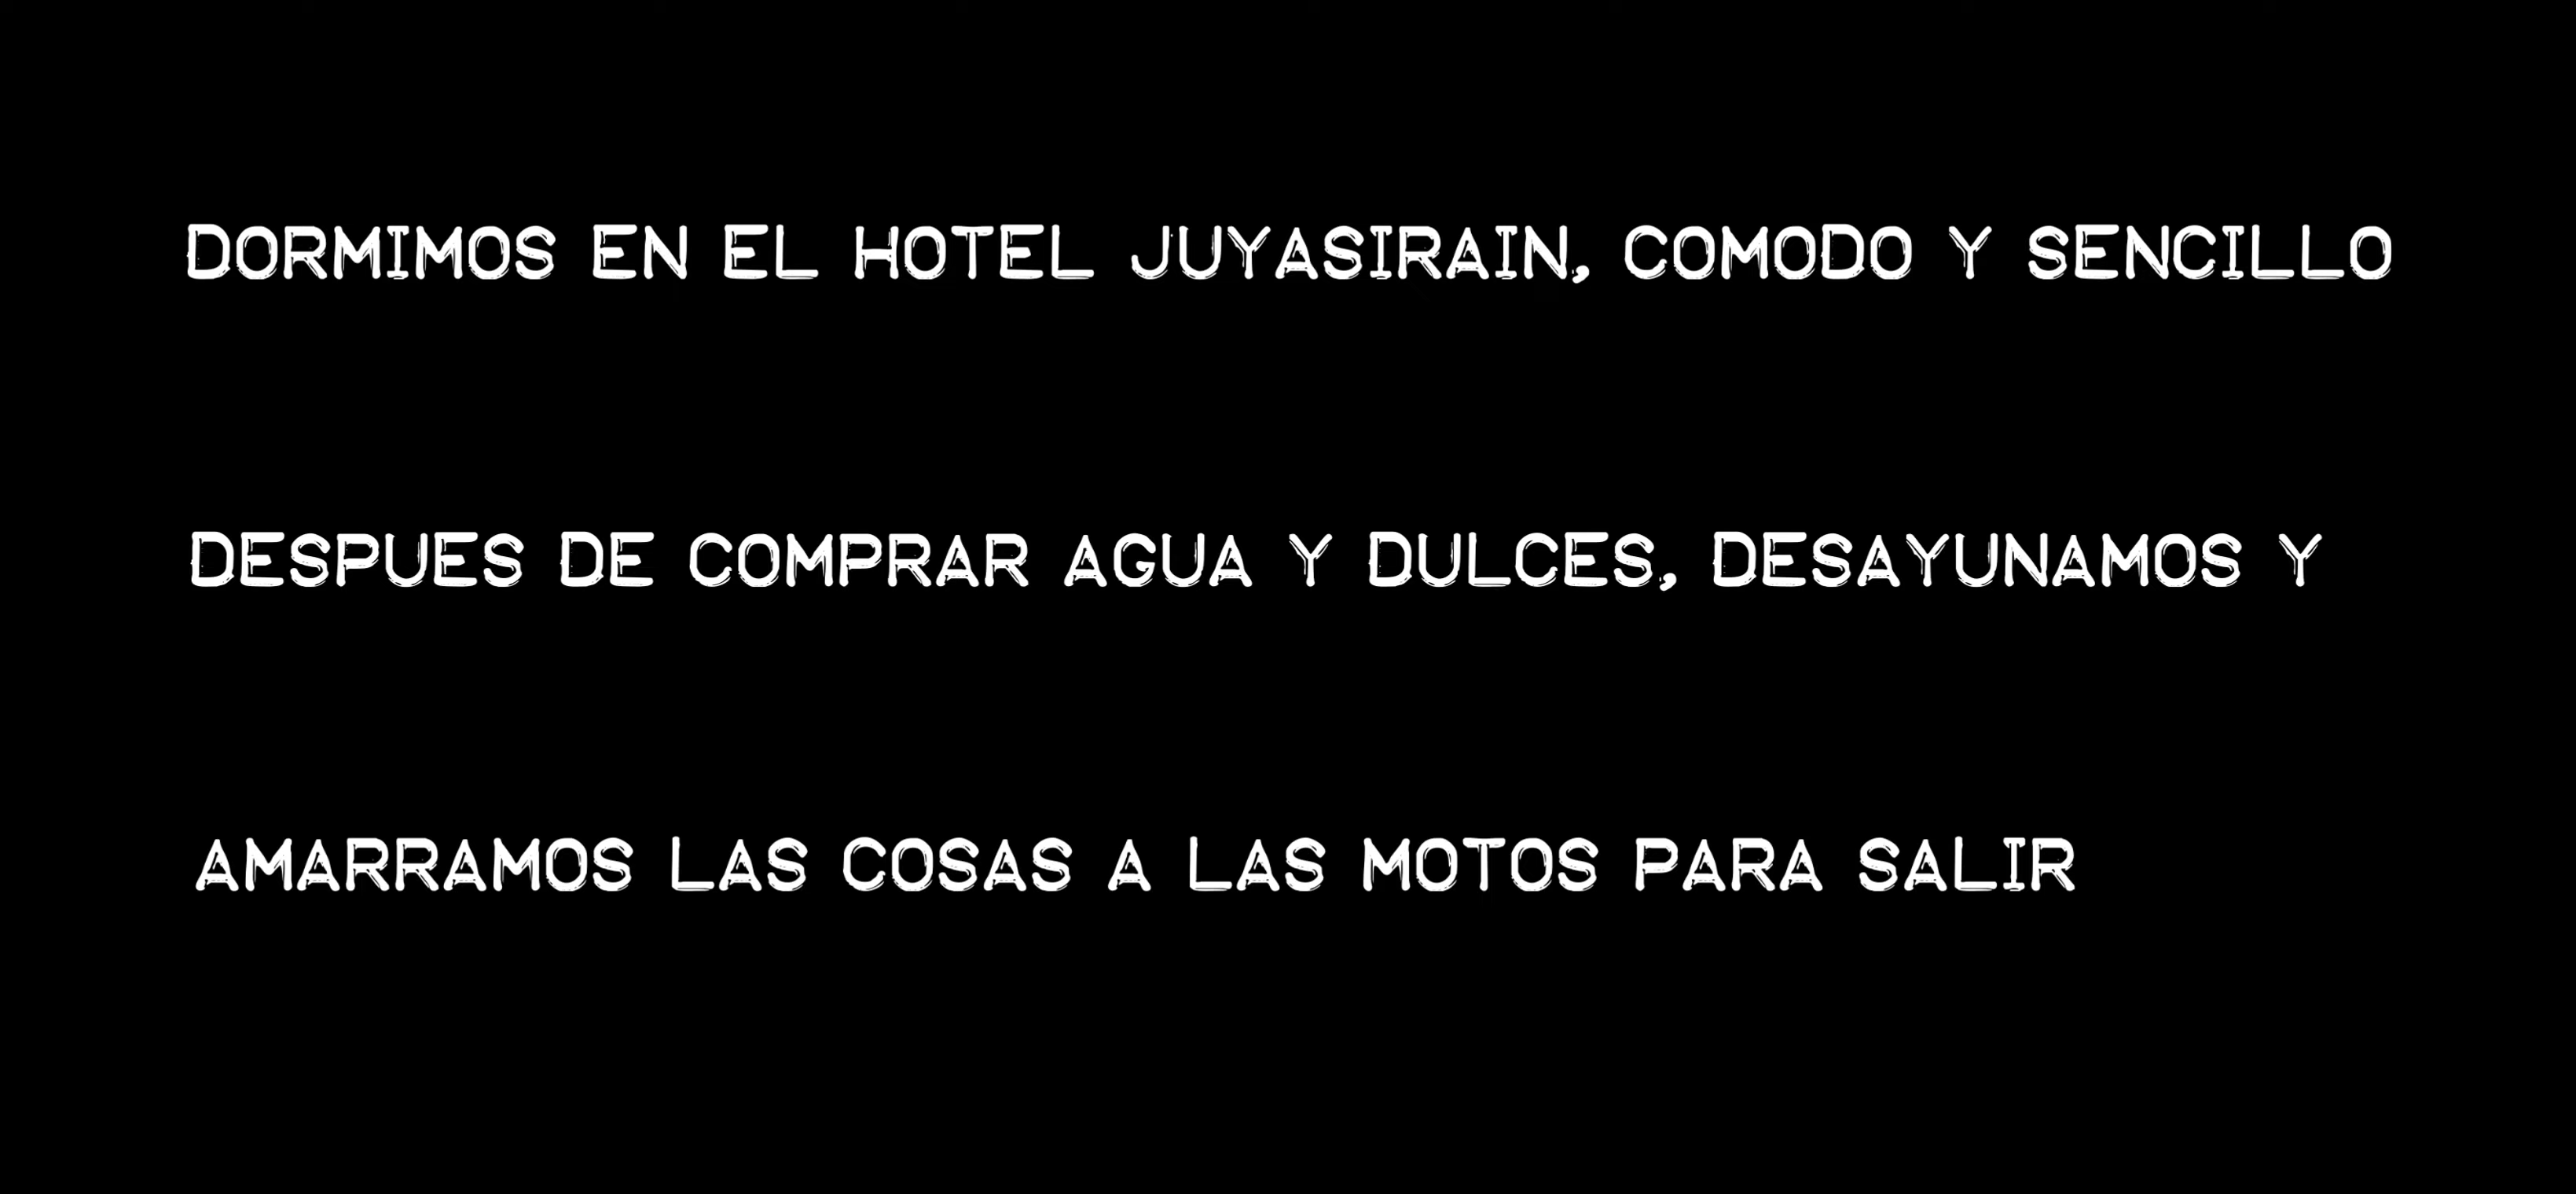 DORMIMOS EN EL HOTEL JUYASIRAIN, COMODO Y SENCILLO
DESPUES DE COMPRAR AGUA Y DULCES, DESAYUNAMOS Y
AMARRAMOS LAS COSAS A LAS MOTOS PARA SALIR